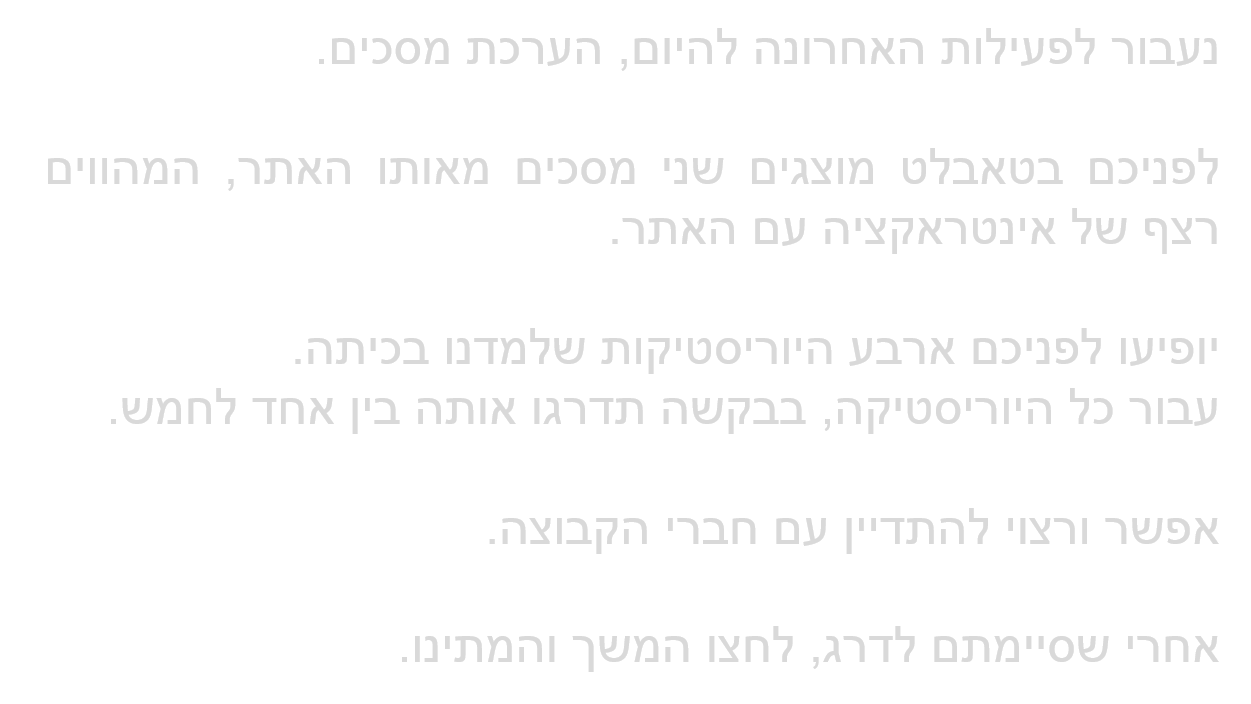 נעבור לפעילות האחרונה להיום, הערכת מסכים.
לפניכם בטאבלט מוצגים שני מסכים מאותו האתר, המהווים
רצף של אינטראקציה עם האתר.
יופיעו לפניכם ארבע היוריסטיקות שלמדנו בכיתה.
עבור כל היוריסטיקה, בבקשה תדרגו אותה בין אחד לחמש.
אפשר ורצוי להתדיין עם חברי הקבוצה.
אחרי שסיימתם לדרג, לחצו המשך והמתינו.